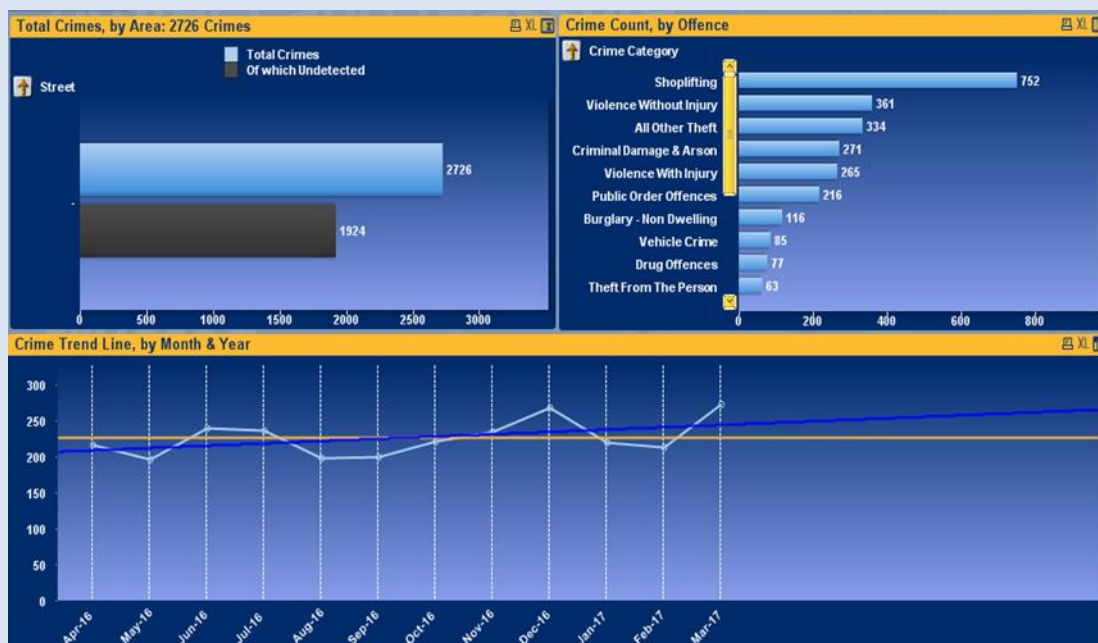 Total Crimes, by Area: 2726 Crimes
XL
Total Crimes
Of which Undetected
Street
-
2726
1924
0 500 1000 1500 2000 2500 3000
Crime Count, by Offence
XL
Crime Category
Shoplifting 752
Violence Without Injury 361
All Other Theft 334
Criminal Damage & Arson 271
Violence With Injury 265
Public Order Offences 216
Burglary - Non Dwelling 116
Vehicle Crime 85
Drug Offences 77
Theft From The Person 63
0 200 400 600 800
Crime Trend Line, by Month & Year
XL
300
250
200
150
100
50
0
Apr-16 May-16 Jun-16 Jul-16 Aug-16 Sep-16 Oct-16 Nov-16 Dec-16 Jan-17 Feb-17 Mar-17